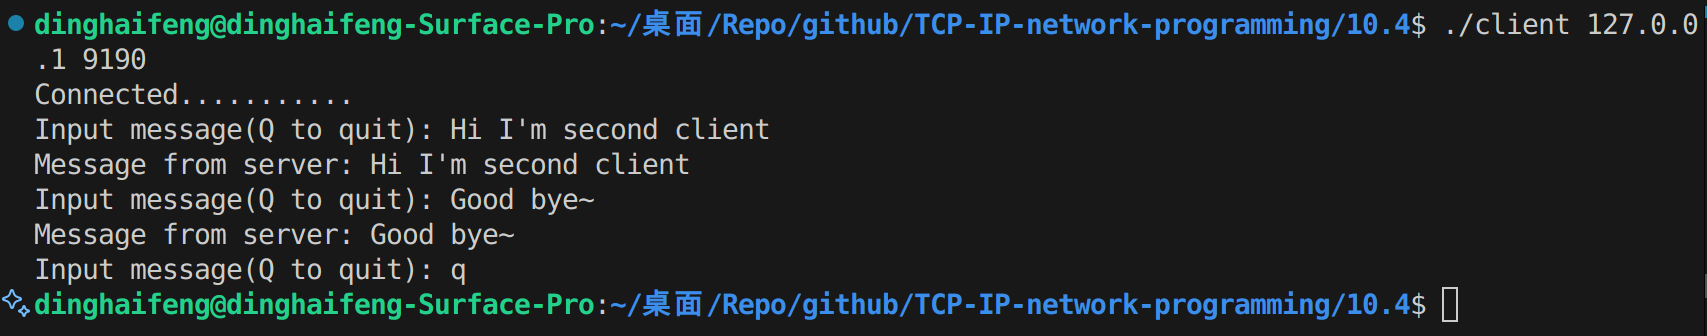 dinghaifeng@dinghaifeng-Surface-Pro:~/桌面/Repo/github/TCP-IP-network-programming/10.4$ ./client 127.0.0
.1 9190
Connected...........
Input message(Q to quit): Hi I'm second client
Message from server: Hi I'm second client
Input message(Q to quit): Good bye~
Message from server: Good bye~
Input message(Q to quit): q
dinghaifeng@dinghaifeng-Surface-Pro:~/桌面/Repo/github/TCP-IP-network-programming/10.4$